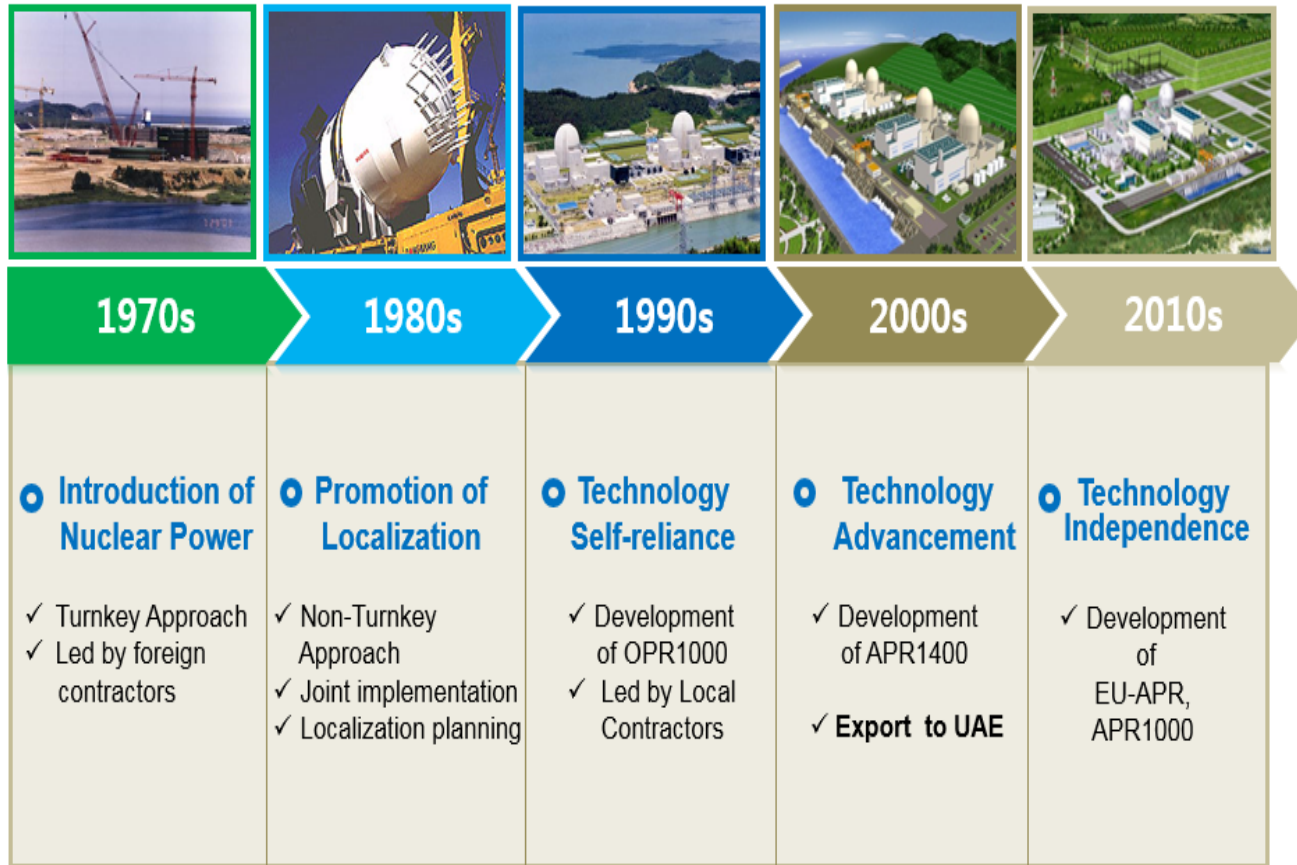 1970s
1980s
1990s
2000s
2010s
Introduction of
Nuclear Power
✓ Turnkey Approach
✓ Led by foreign
contractors
Promotion of
Localization
✓ Non-Turnkey
Approach
✓ Joint implementation
✓ Localization planning
Technology
Self-reliance
✓ Development
of OPR1000
✓ Led by Local
Contractors
Technology
Advancement
✓ Development
of APR1400
✓ Export to UAE
Technology
Independence
✓ Development
of
EU-APR,
APR1000